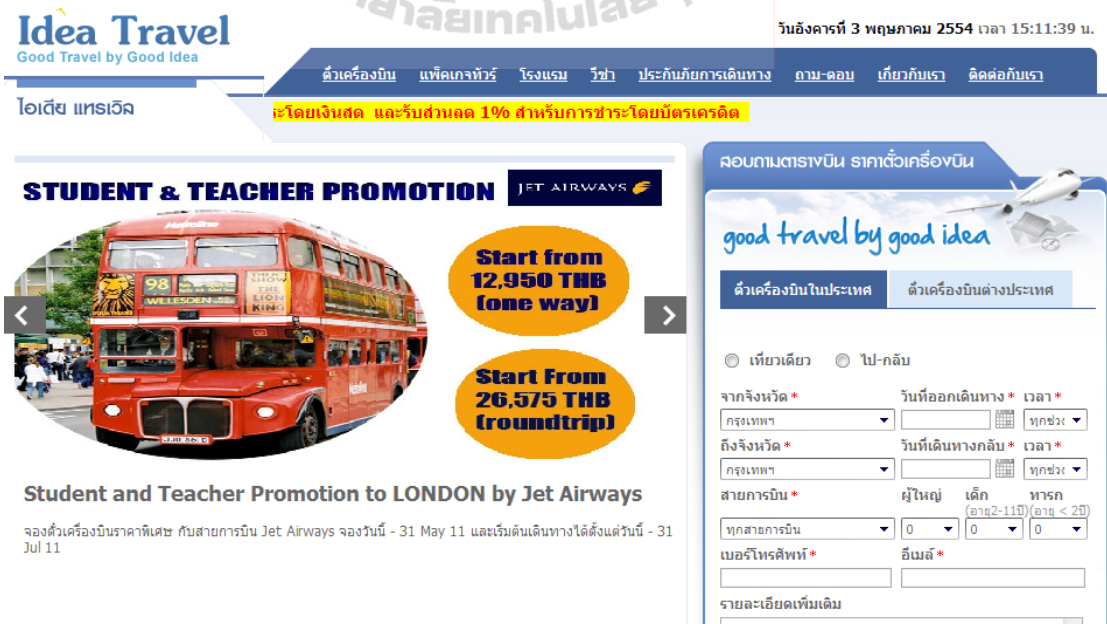 Idea Travel
Good Travel by Good Idea
ไอเดีย แทรเวิล
วันอังคารที่ 3 พฤษภาคม 2554 เวลา 15:11:39 น.
ตั๋วเครื่องบิน แพ็คเกจทัวร์ โรงแรม วีซ่า ประกันภัยการเดินทาง ถาม-ตอบ เกี่ยวกับเรา ติดต่อกับเรา
ระโดยเงินสด และรับส่วนลด 1% สำหรับการชำระโดยบัตรเครดิต
STUDENT & TEACHER PROMOTION
JET AIRWAYS
Metroline
98
WILLESDEN
THE LION KING
Start from
12,950 THB
(one way)
Start From
26,575 THB
(roundtrip)
Student and Teacher Promotion to LONDON by Jet Airways
จองตั๋วเครื่องบินราคาพิเศษ กับสายการบิน Jet Airways จองวันนี้ - 31 May 11 และเริ่มต้นเดินทางได้ตั้งแต่วันนี้ - 31
Jul 11
สอบถามตารางบิน ราคาตั๋วเครื่องบิน
good travel by good idea
ตั๋วเครื่องบินในประเทศ ตั๋วเครื่องบินต่างประเทศ
เที่ยวเดียว ไป-กลับ
จากจังหวัด * วันที่ออกเดินทาง * เวลา *
กรุงเทพฯ ทุกช่วง
ถึงจังหวัด * วันที่เดินทางกลับ * เวลา *
กรุงเทพฯ ทุกช่วง
สายการบิน * ผู้ใหญ่ เด็ก ทารก
(อายุ2-11ปี) (อายุ < 2ปี)
ทุกสายการบิน 0 0 0
เบอร์โทรศัพท์ * อีเมล์ *
รายละเอียดเพิ่มเติม